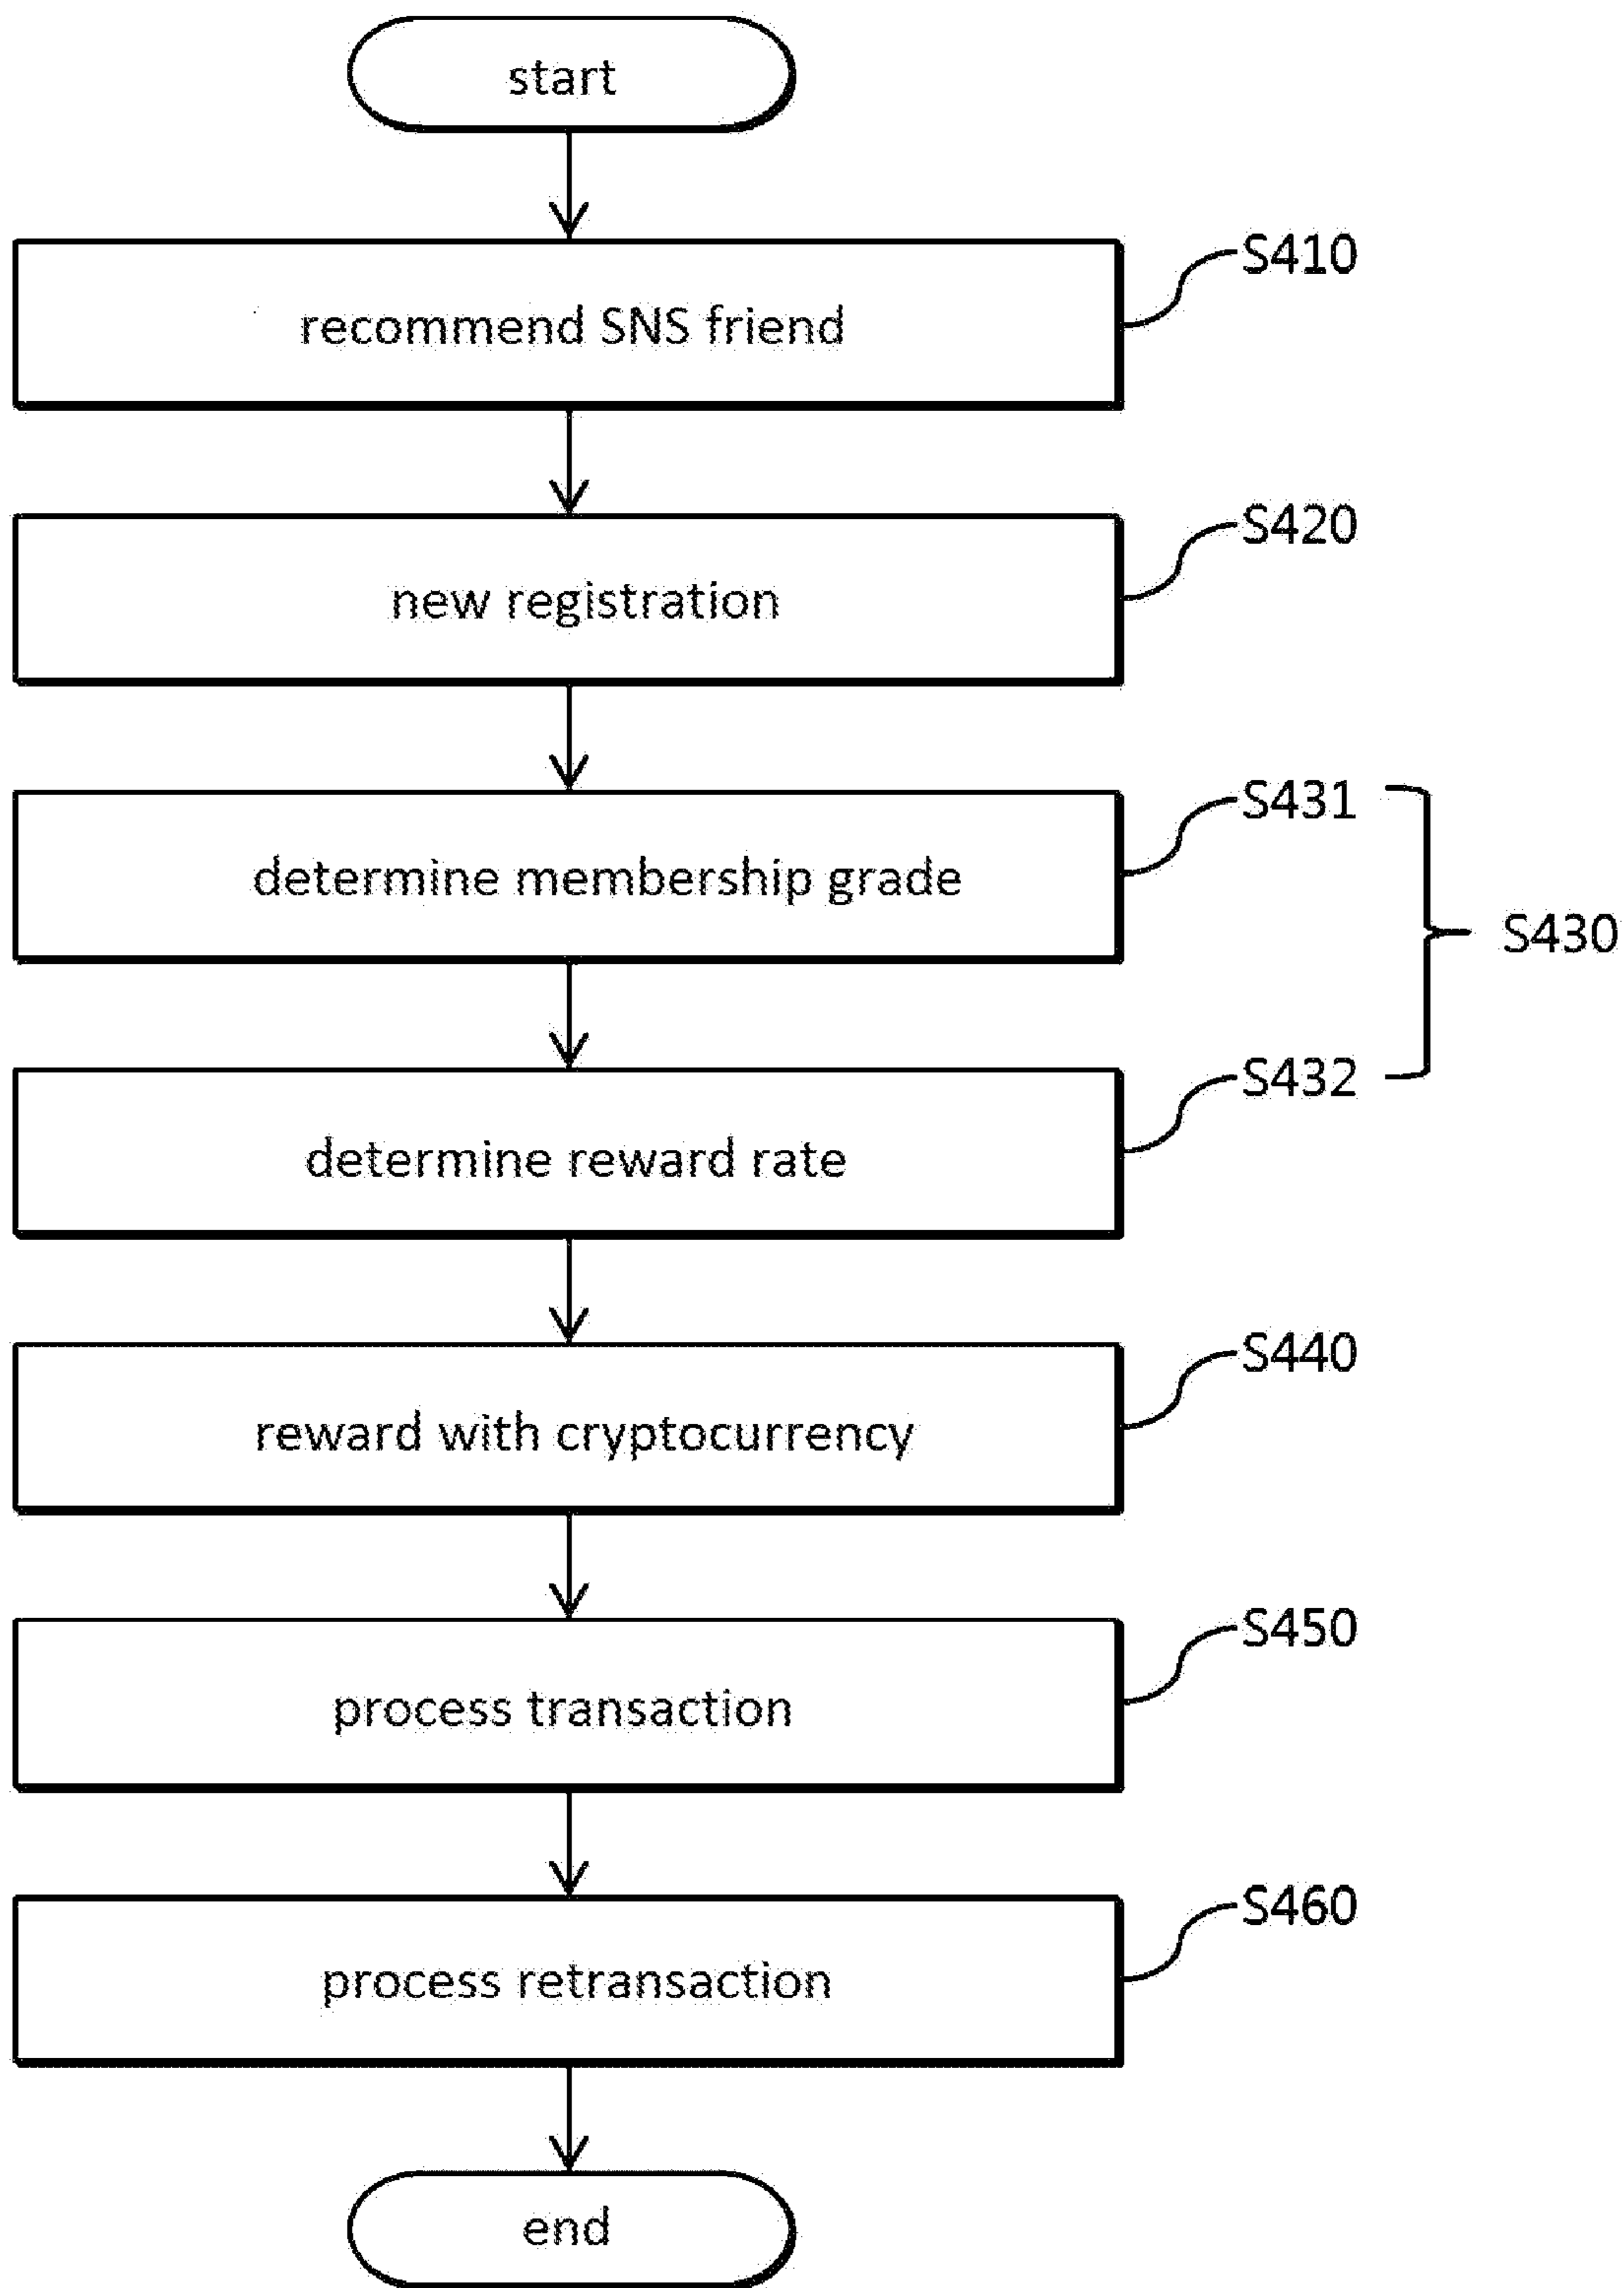 start
S410
recommend SNS friend
S420
new registration
S431
determine membership grade
S430
S432
determine reward rate
S440
reward with cryptocurrency
S450
process transaction
S460
process retransaction
end